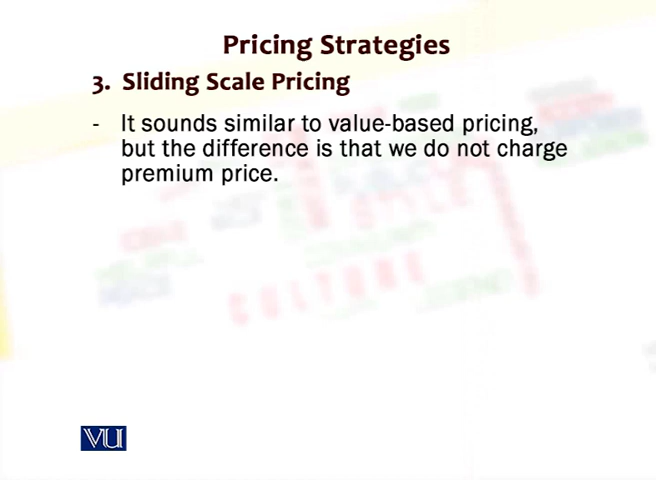 Pricing Strategies
3. Sliding Scale Pricing
- It sounds similar to value-based pricing,
but the difference is that we do not charge
premium price.
CULTURE
VU